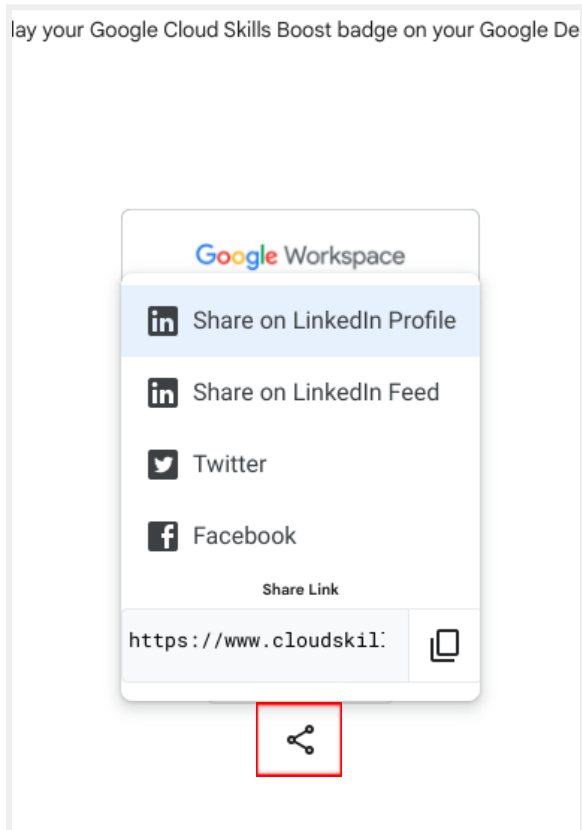 lay your Google Cloud Skills Boost badge on your Google De
Google Workspace
Share on LinkedIn Profile
Share on LinkedIn Feed
Twitter
Facebook
Share Link
https://www.cloudskil